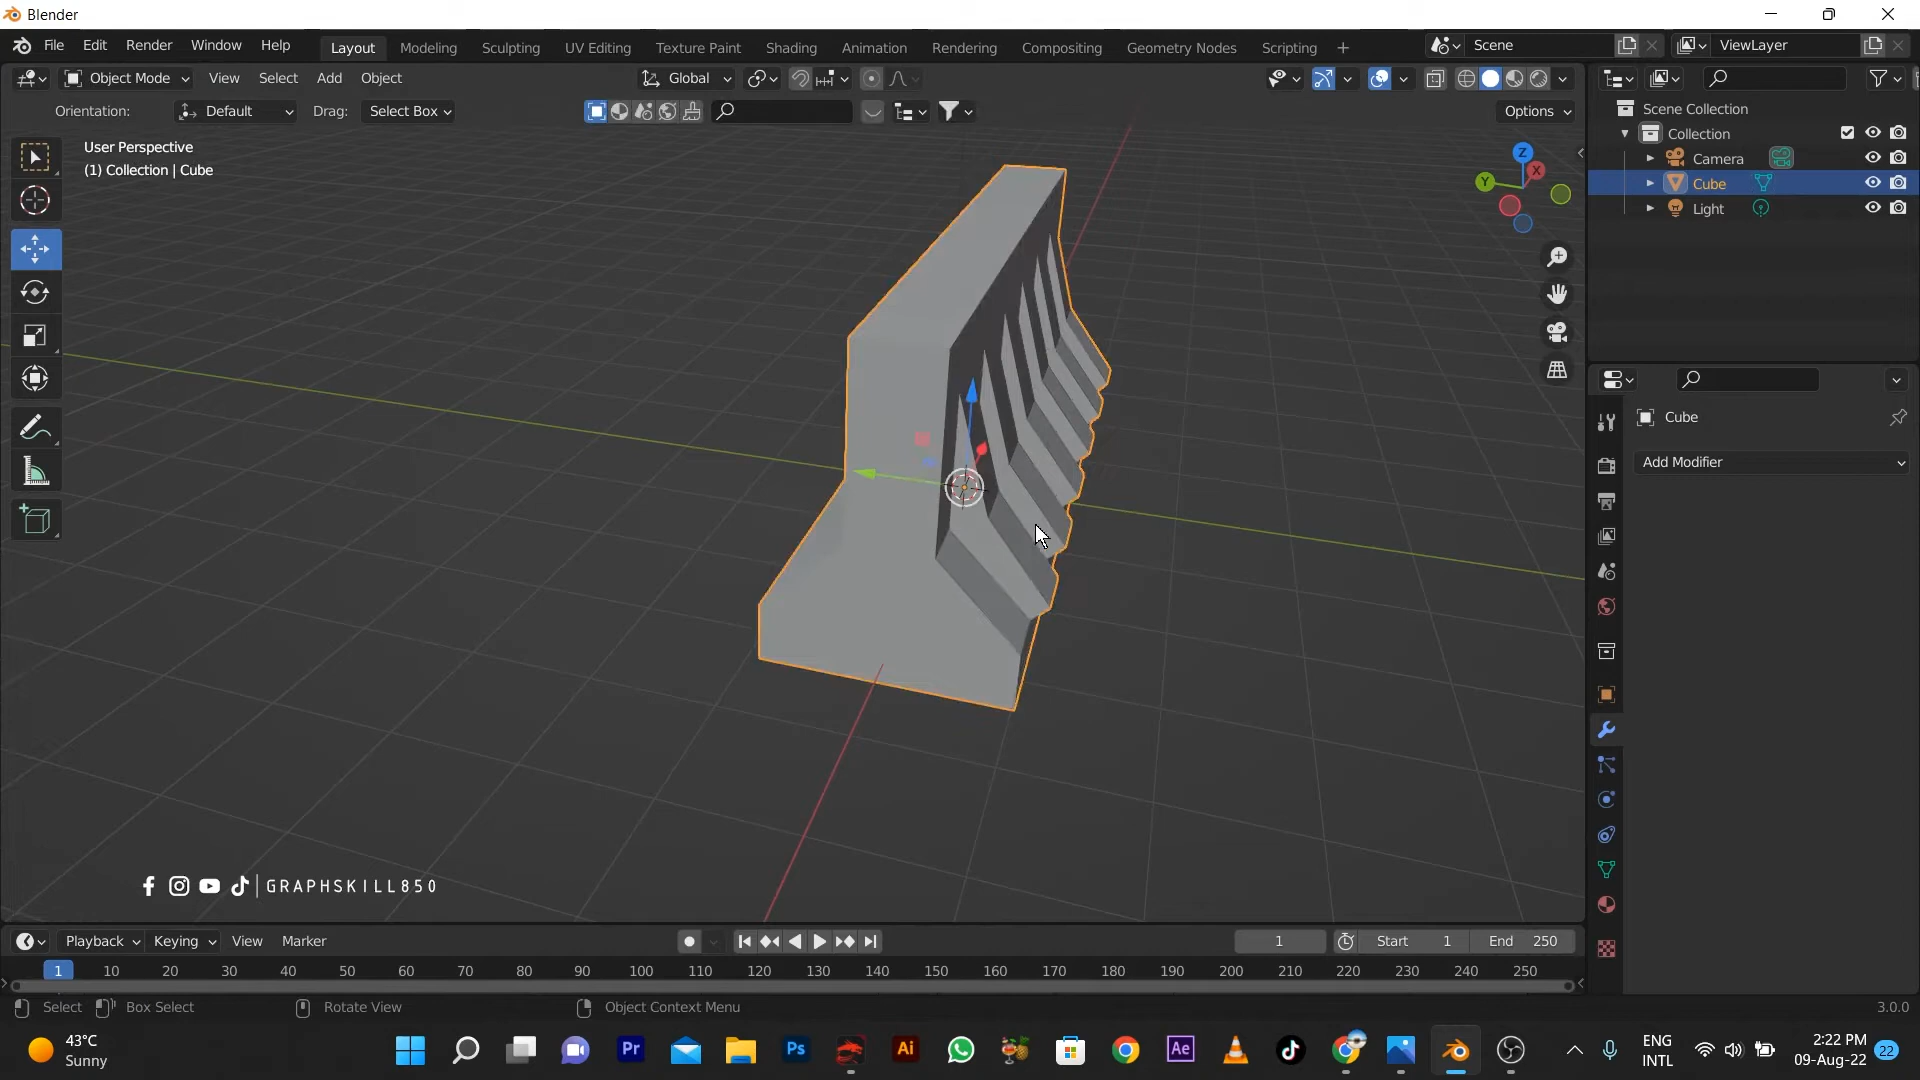 Blender
File Edit Render Window Help Layout Modeling Sculpting UV Editing Texture Paint Shading Animation Rendering Compositing Geometry Nodes Scripting + Scene ViewLayer
Object Mode View Select Add Object Global
Orientation: Default Drag: Select Box Options
User Perspective
(1) Collection | Cube
Z
X
Y
Scene Collection
Collection
Camera
Cube
Light
Cube
Add Modifier
GRAPHSKILL850
Playback Keying View Marker 1 Start 1 End 250
1 10 20 30 40 50 60 70 80 90 100 110 120 130 140 150 160 170 180 190 200 210 220 230 240 250
Select Box Select Rotate View Object Context Menu 3.0.0
43°C
Sunny
Pr Ps Ai Ae
ENG
INTL
2:22 PM
09-Aug-22
22